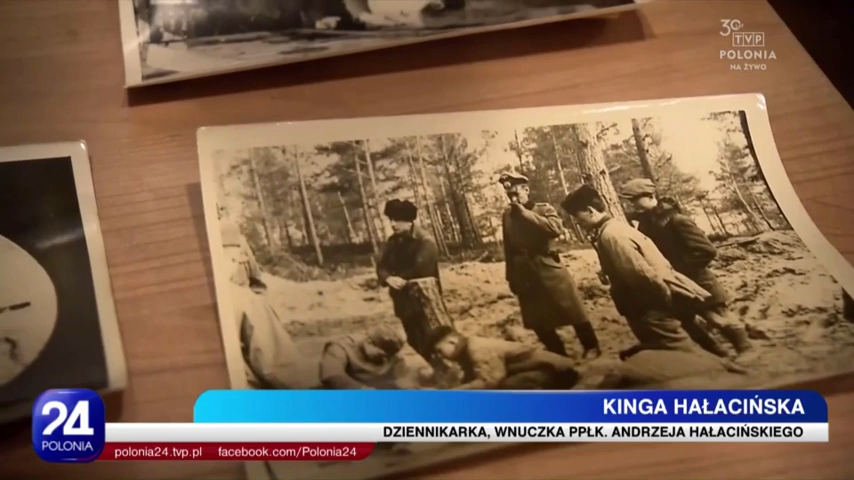 30 lat
TVP
POLONIA
NA ŻYWO
KINGA HAŁACIŃSKA
24
POLONIA
DZIENNIKARKA, WNUCZKA PPŁK. ANDRZEJA HAŁACIŃSKIEGO
polonia24.tvp.pl facebook.com/Polonia24